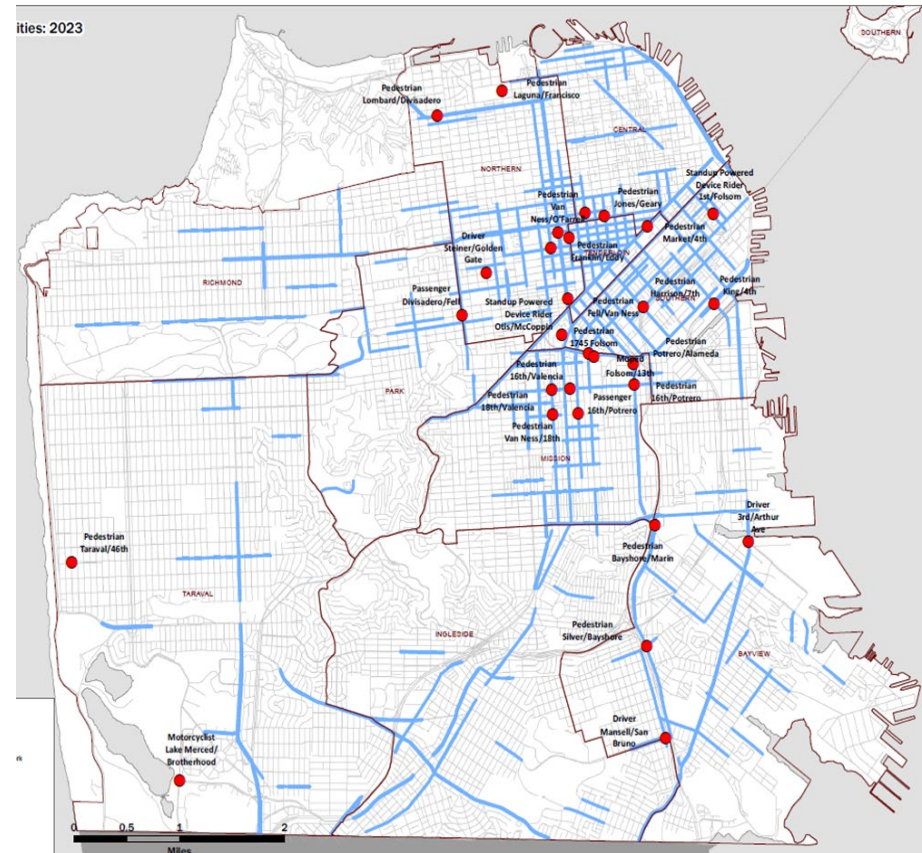 ities: 2023
SOUTHERN
Pedestrian
Lombard/Divisadero
Pedestrian
Laguna/Francisco
CENTRAL
NORTHERN
Standup Powered
Device Rider
1st/Folsom
Pedestrian
Van
Ness/O'Farrell
Pedestrian
Jones/Geary
Pedestrian
Market/4th
Driver
Steiner/Golden
Gate
Pedestrian
Franklin/Eddy
TENDERLOIN
RICHMOND
Passenger
Divisadero/Fell
Standup Powered
Device Rider
Otis/McCoppin
Pedestrian
Fell/Van Ness
Pedestrian
Harrison/7th
SOUTHERN
Pedestrian
King/4th
Pedestrian
1745 Folsom
Pedestrian
Potrero/Alameda
Moped
Folsom/13th
Pedestrian
16th/Valencia
PARK
Pedestrian
18th/Valencia
Passenger
16th/Potrero
Pedestrian
16th/Potrero
Pedestrian
Van Ness/18th
MISSION
Driver
3rd/Arthur
Ave
Pedestrian
Taraval/46th
Pedestrian
Bayshore/Marin
TARAVAL
INGLESIDE
Pedestrian
Silver/Bayshore
BAYVIEW
Driver
Mansell/San
Bruno
Motorcyclist
Lake Merced/
Brotherhood
0 0.5 1 2
Miles